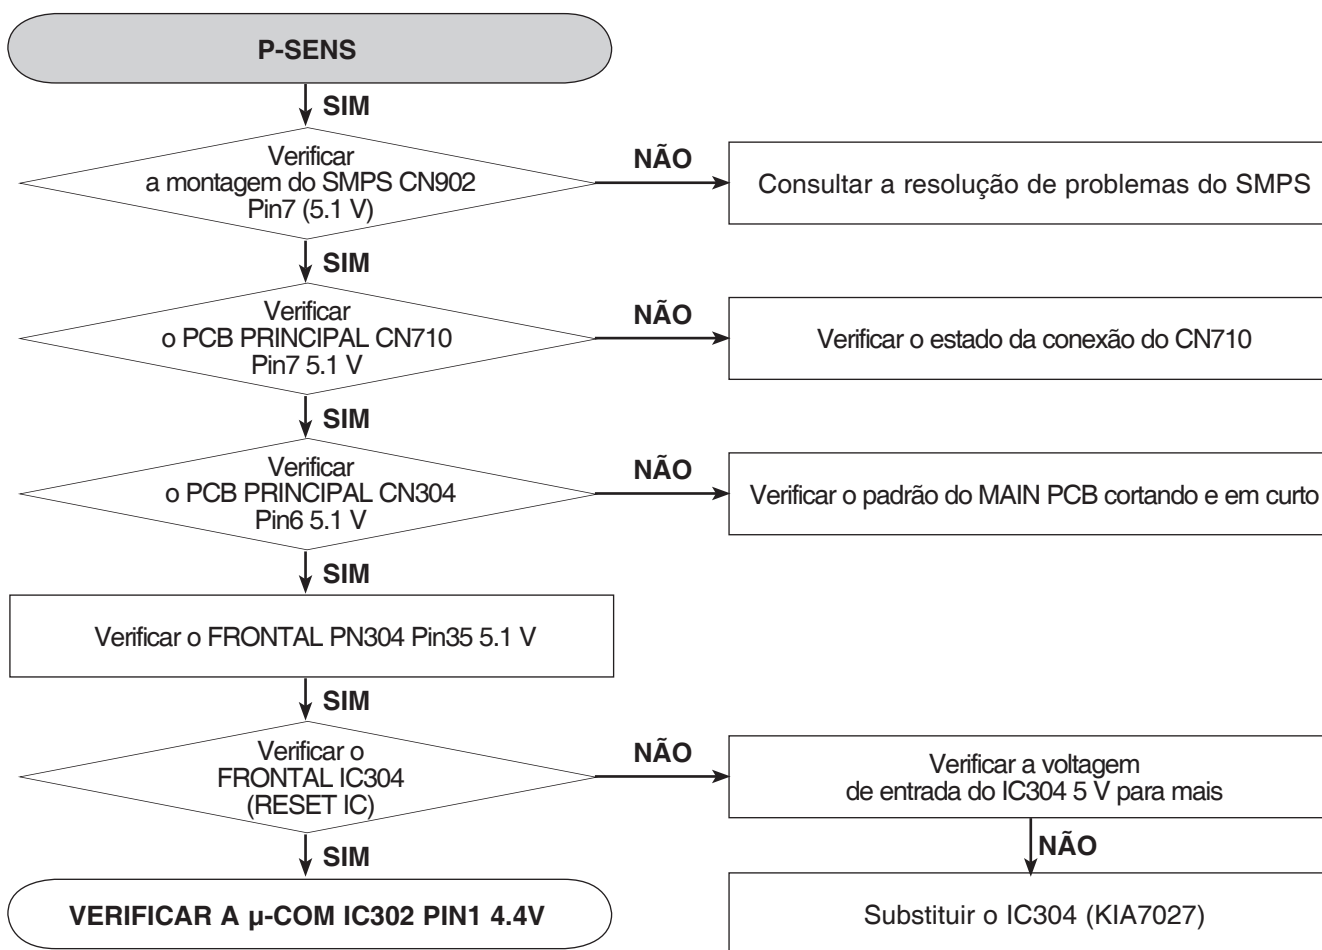 P-SENS
SIM
Verificar
a montagem do SMPS CN902
Pin7 (5.1 V)
NÃO
Consultar a resolução de problemas do SMPS
SIM
Verificar
o PCB PRINCIPAL CN710
Pin7 5.1 V
NÃO
Verificar o estado da conexão do CN710
SIM
Verificar
o PCB PRINCIPAL CN304
Pin6 5.1 V
NÃO
Verificar o padrão do MAIN PCB cortando e em curto
SIM
Verificar o FRONTAL PN304 Pin35 5.1 V
SIM
Verificar o
FRONTAL IC304
(RESET IC)
NÃO
Verificar a voltagem
de entrada do IC304 5 V para mais
NÃO
Substituir o IC304 (KIA7027)
SIM
VERIFICAR A µ-COM IC302 PIN1 4.4V